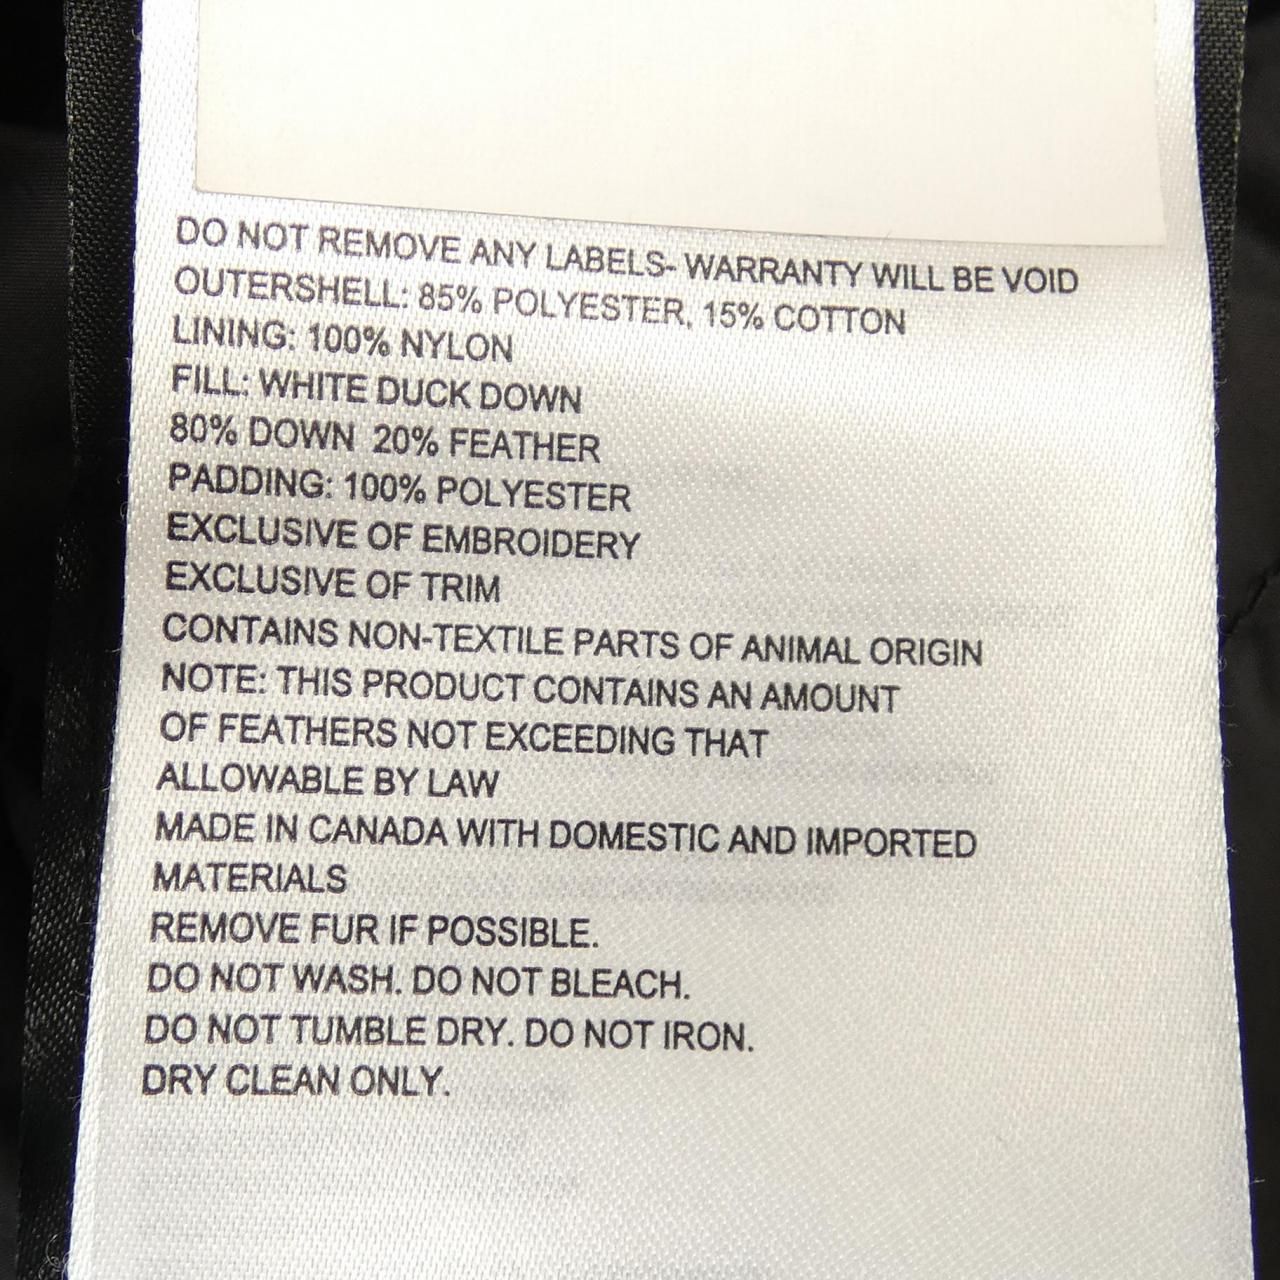 DO NOT REMOVE ANY LABELS- WARRANTY WILL BE VOID
OUTERSHELL: 85% POLYESTER, 15% COTTON
LINING: 100% NYLON
FILL: WHITE DUCK DOWN
80% DOWN  20% FEATHER
PADDING: 100% POLYESTER
EXCLUSIVE OF EMBROIDERY
EXCLUSIVE OF TRIM
CONTAINS NON-TEXTILE PARTS OF ANIMAL ORIGIN
NOTE: THIS PRODUCT CONTAINS AN AMOUNT
OF FEATHERS NOT EXCEEDING THAT
ALLOWABLE BY LAW
MADE IN CANADA WITH DOMESTIC AND IMPORTED
MATERIALS
REMOVE FUR IF POSSIBLE.
DO NOT WASH. DO NOT BLEACH.
DO NOT TUMBLE DRY. DO NOT IRON.
DRY CLEAN ONLY.